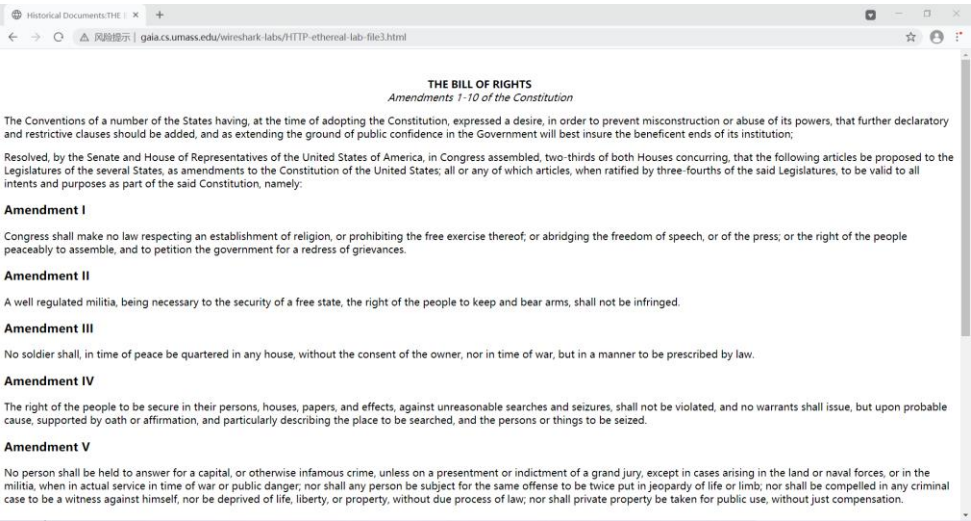 Historical Documents:THE
风险提示 gaia.cs.umass.edu/wireshark-labs/HTTP-ethereal-lab-file3.html
THE BILL OF RIGHTS
Amendments 1-10 of the Constitution
The Conventions of a number of the States having, at the time of adopting the Constitution, expressed a desire, in order to prevent misconstruction or abuse of its powers, that further declaratory
and restrictive clauses should be added, and as extending the ground of public confidence in the Government will best insure the beneficent ends of its institution;
Resolved, by the Senate and House of Representatives of the United States of America, in Congress assembled, two-thirds of both Houses concurring, that the following articles be proposed to the
Legislatures of the several States, as amendments to the Constitution of the United States; all or any of which articles, when ratified by three-fourths of the said Legislatures, to be valid to all
intents and purposes as part of the said Constitution, namely:
Amendment I
Congress shall make no law respecting an establishment of religion, or prohibiting the free exercise thereof; or abridging the freedom of speech, or of the press; or the right of the people
peaceably to assemble, and to petition the government for a redress of grievances.
Amendment II
A well regulated militia, being necessary to the security of a free state, the right of the people to keep and bear arms, shall not be infringed.
Amendment III
No soldier shall, in time of peace be quartered in any house, without the consent of the owner, nor in time of war, but in a manner to be prescribed by law.
Amendment IV
The right of the people to be secure in their persons, houses, papers, and effects, against unreasonable searches and seizures, shall not be violated, and no warrants shall issue, but upon probable
cause, supported by oath or affirmation, and particularly describing the place to be searched, and the persons or things to be seized.
Amendment V
No person shall be held to answer for a capital, or otherwise infamous crime, unless on a presentment or indictment of a grand jury, except in cases arising in the land or naval forces, or in the
militia, when in actual service in time of war or public danger; nor shall any person be subject for the same offense to be twice put in jeopardy of life or limb; nor shall be compelled in any criminal
case to be a witness against himself, nor be deprived of life, liberty, or property, without due process of law; nor shall private property be taken for public use, without just compensation.